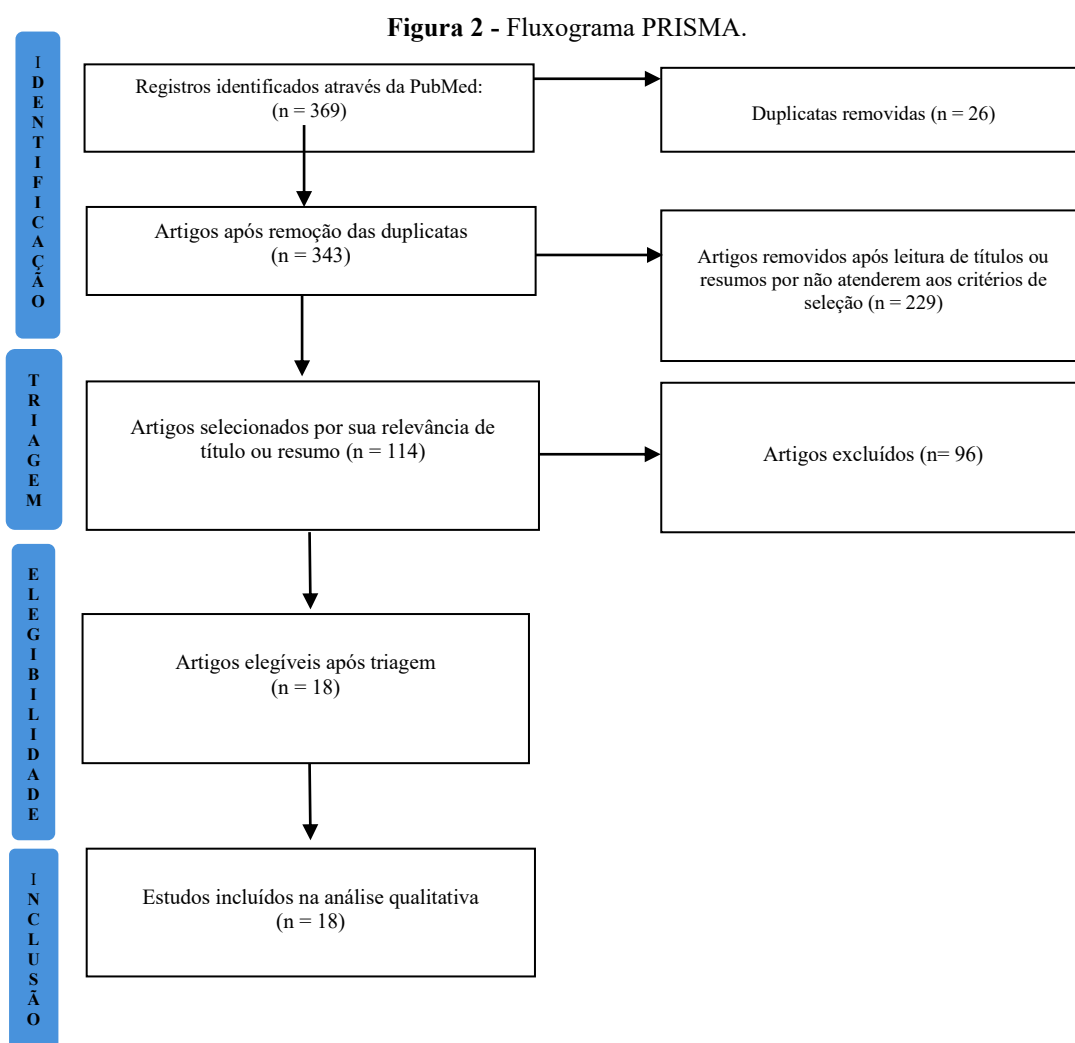 Figura 2 - Fluxograma PRISMA.
IDENTIFICAÇÃO
Registros identificados através da PubMed:
(n = 369)
Duplicatas removidas (n = 26)
Artigos após remoção das duplicatas
(n = 343)
Artigos removidos após leitura de títulos ou
resumos por não atenderem aos critérios de
seleção (n = 229)
TRIAGEM
Artigos selecionados por sua relevância de
título ou resumo (n = 114)
Artigos excluídos (n= 96)
ELEGIBILIDADE
Artigos elegíveis após triagem
(n = 18)
INCLUSÃO
Estudos incluídos na análise qualitativa
(n = 18)